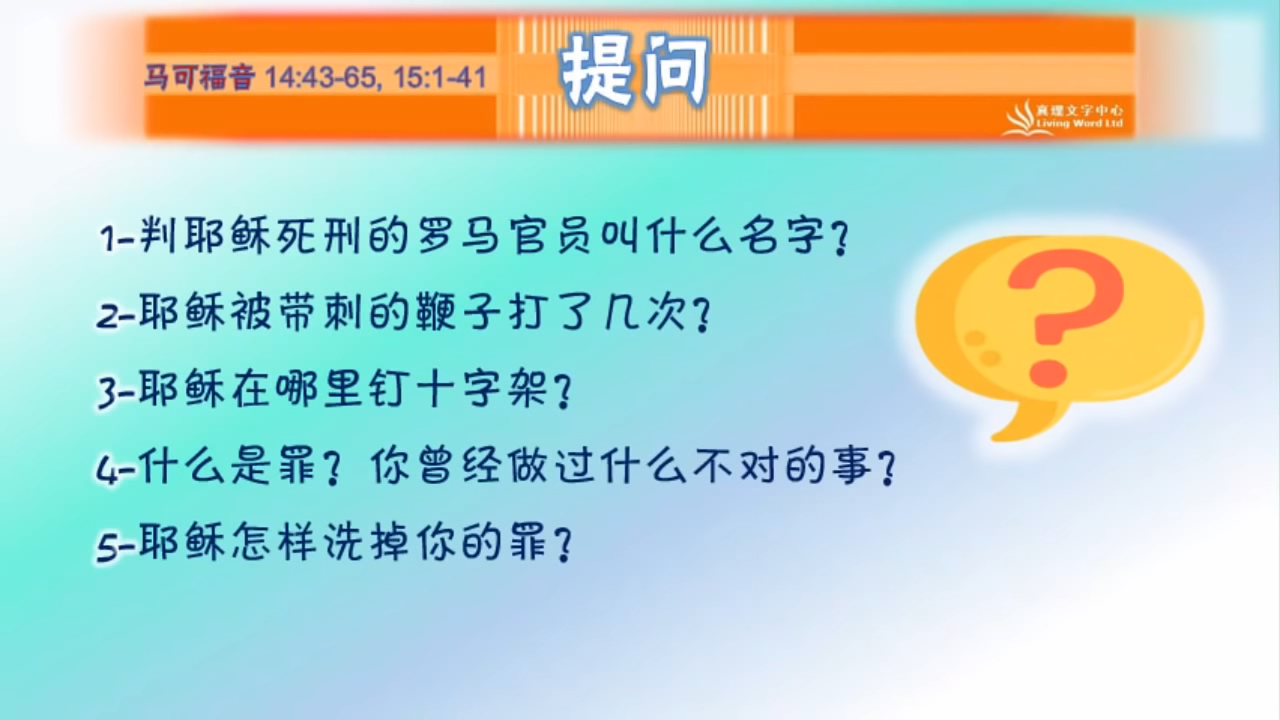 马可福音 14:43-65, 15:1-41
提问
真理文字中心
Living Word Ltd
1-判耶稣死刑的罗马官员叫什么名字?
2-耶稣被带刺的鞭子打了几次?
3-耶稣在哪里钉十字架?
4-什么是罪? 你曾经做过什么不对的事?
5-耶稣怎样洗掉你的罪?
?